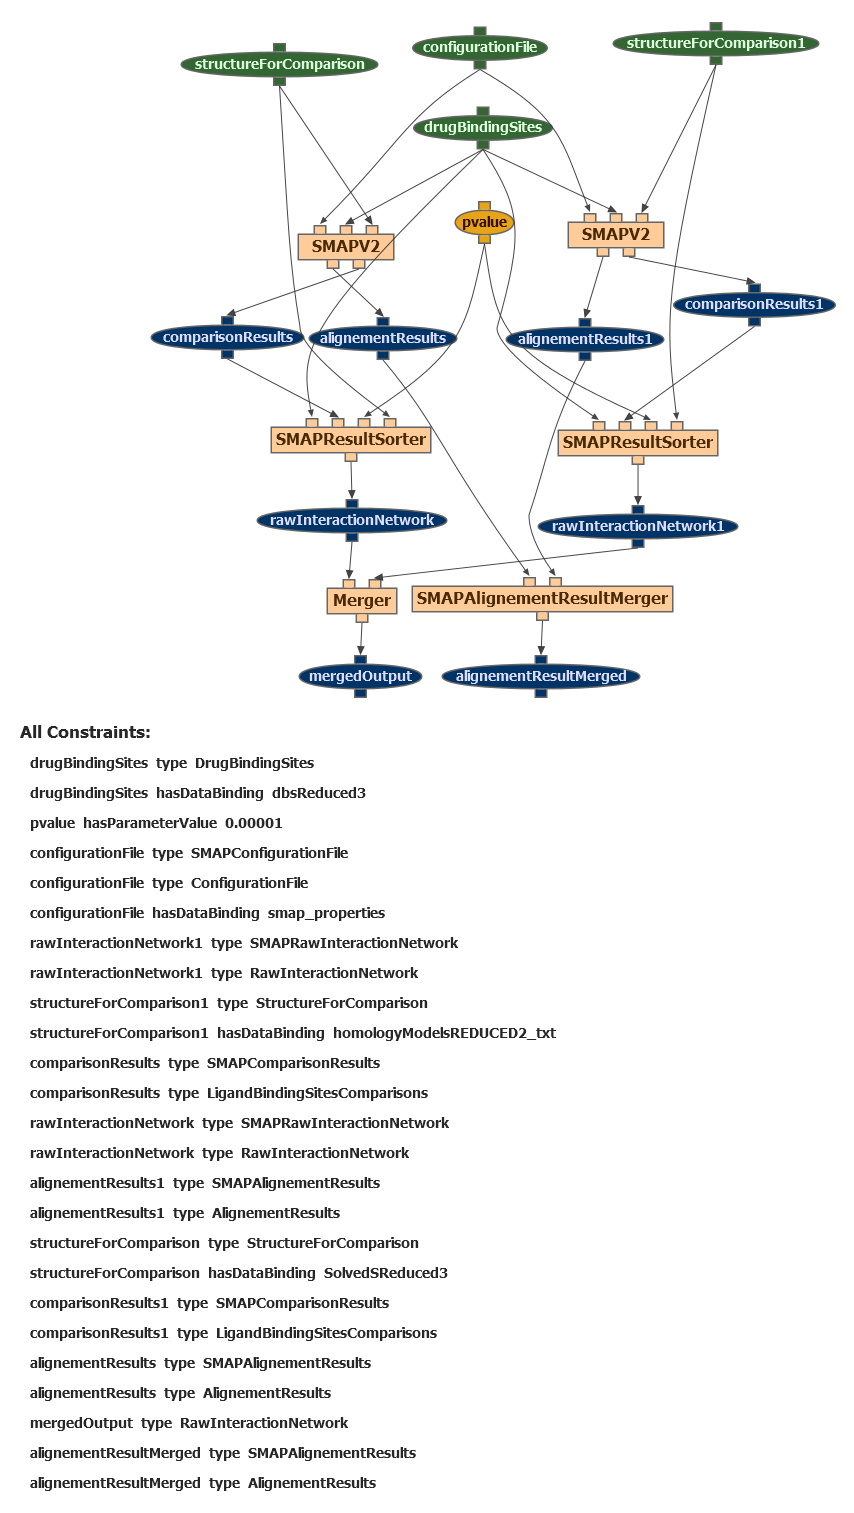 configurationFile
structureForComparison1
structureForComparison
drugBindingSites
pvalue
SMAPV2
SMAPV2
comparisonResults1
comparisonResults
alignementResults
alignementResults1
SMAPResultSorter
SMAPResultSorter
rawInteractionNetwork
rawInteractionNetwork1
Merger
SMAPAlignementResultMerger
mergedOutput
alignementResultMerged
All Constraints:
drugBindingSites type DrugBindingSites
drugBindingSites hasDataBinding dbsReduced3
pvalue hasParameterValue 0.00001
configurationFile type SMAPConfigurationFile
configurationFile type ConfigurationFile
configurationFile hasDataBinding smap_properties
rawInteractionNetwork1 type SMAPRawInteractionNetwork
rawInteractionNetwork1 type RawInteractionNetwork
structureForComparison1 type StructureForComparison
structureForComparison1 hasDataBinding homologyModelsREDUCED2_txt
comparisonResults type SMAPComparisonResults
comparisonResults type LigandBindingSitesComparisons
rawInteractionNetwork type SMAPRawInteractionNetwork
rawInteractionNetwork type RawInteractionNetwork
alignementResults1 type SMAPAlignementResults
alignementResults1 type AlignementResults
structureForComparison type StructureForComparison
structureForComparison hasDataBinding SolvedSReduced3
comparisonResults1 type SMAPComparisonResults
comparisonResults1 type LigandBindingSitesComparisons
alignementResults type SMAPAlignementResults
alignementResults type AlignementResults
mergedOutput type RawInteractionNetwork
alignementResultMerged type SMAPAlignementResults
alignementResultMerged type AlignementResults